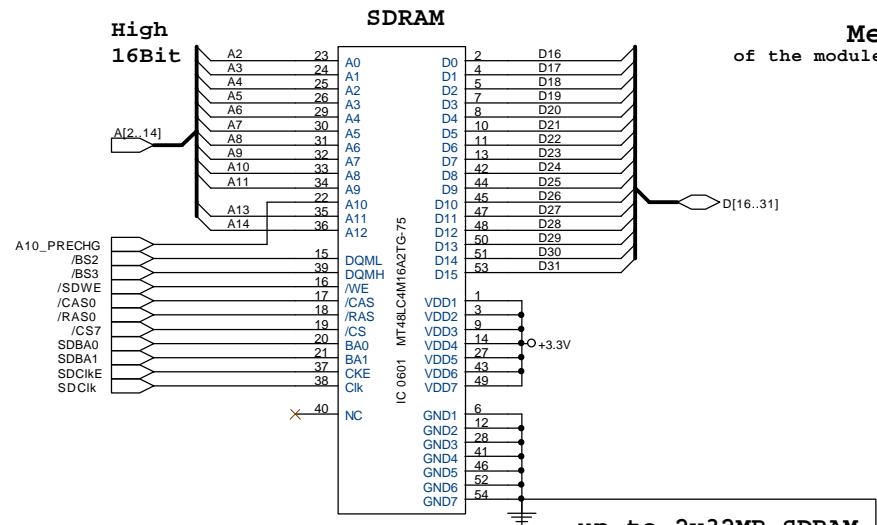 SDRAM
High
16Bit
Me
of the module
A2 23 A0 D0 2 D16
A3 24 A1 D1 4 D17
A4 25 A2 D2 5 D18
A5 26 A3 D3 7 D19
A6 29 A4 D4 8 D20
A7 30 A5 D5 10 D21
A8 31 A6 D6 11 D22
A9 32 A7 D7 13 D23
A10 33 A8 D8 42 D24
A11 34 A9 D9 44 D25
22 A10 D10 45 D26
A13 35 A11 D11 47 D27
A14 36 A12 D12 48 D28
D13 50 D29
D14 51 D30
D15 53 D31
A[2..14]
D[16..31]
A10_PRECHG
/BS2 15 DQML
/BS3 39 DQMH
/SDWE 16 /WE
/CAS0 17 /CAS
/RAS0 18 /RAS
/CS7 19 /CS
SDBA0 20 BA0
SDBA1 21 BA1
SDClkE 37 CKE
SDClk 38 Clk
40 NC
IC 0601 MT48LC4M16A2TG-75
VDD1 1
VDD2 3
VDD3 9
VDD4 14 +3.3V
VDD5 27
VDD6 43
VDD7 49
GND1 6
GND2 12
GND3 28
GND4 41
GND5 46
GND6 52
GND7 54
up to 2x32MB SDRAM